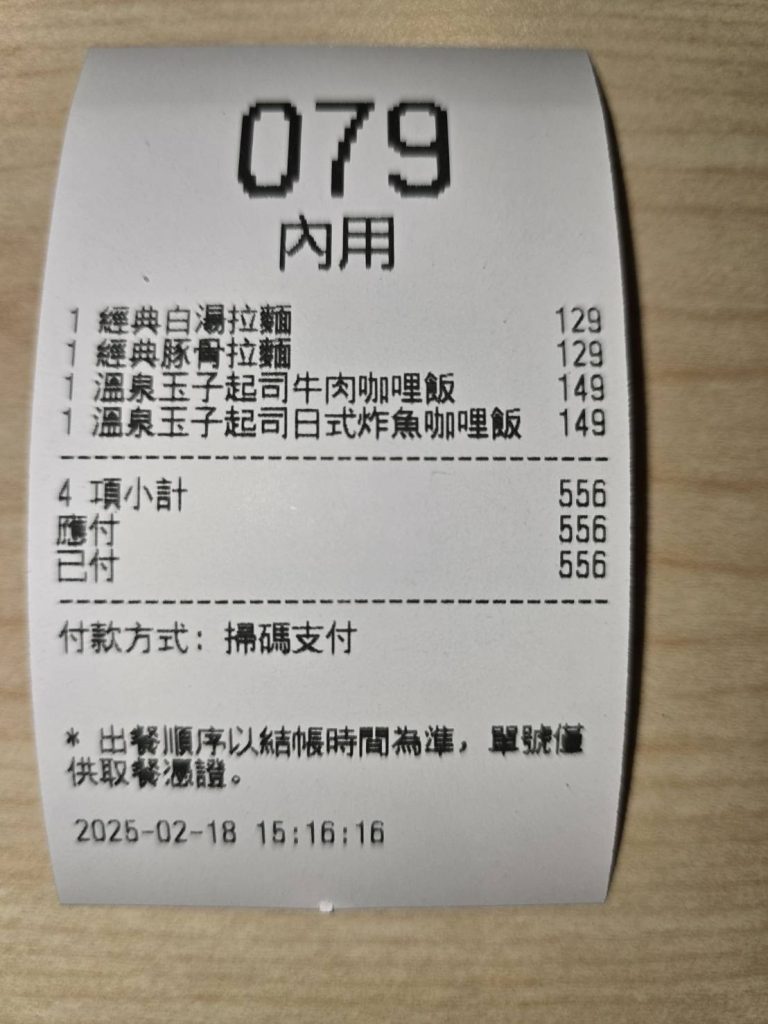 079
內用
1 經典白湯拉麵 129
1 經典豚骨拉麵 129
1 溫泉玉子起司牛肉咖哩飯 149
1 溫泉玉子起司日式炸魚咖哩飯 149
4 項小計 556
應付 556
已付 556
付款方式: 掃碼支付
* 出餐順序以結帳時間為準，單號僅
供取餐憑證。
2025-02-18 15:16:16